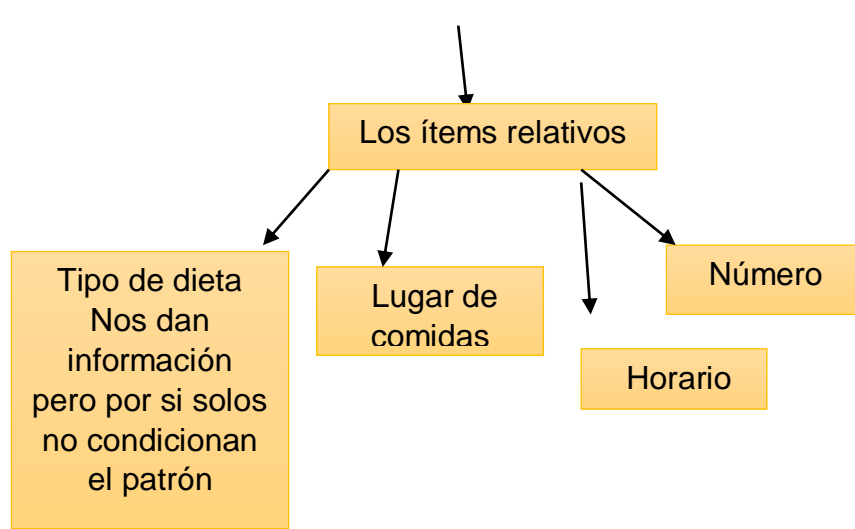 Los ítems relativos
Tipo de dieta
Nos dan
información
pero por si solos
no condicionan
el patrón
Lugar de
comidas
Horario
Número